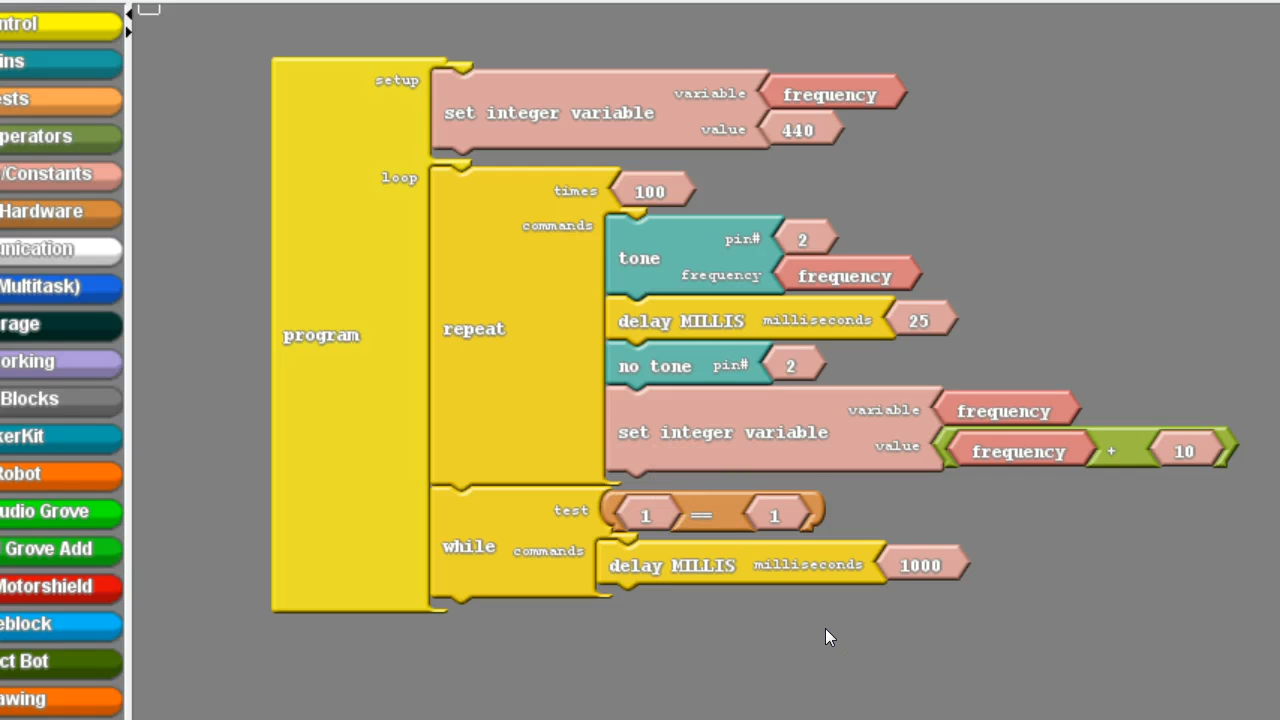 ntrol
ins
ests
perators
/Constants
Hardware
unication
Multitask)
rage
orking
Blocks
kerKit
Robot
udio Grove
Grove Add
Motorshield
eblock
ct Bot
awing
program
setup
set integer variable
variable frequency
value 440
loop
repeat
times 100
commands
tone
pin# 2
frequency frequency
delay MILLIS milliseconds 25
no tone pin# 2
set integer variable
variable frequency
value frequency + 10
while
test 1 == 1
commands
delay MILLIS milliseconds 1000